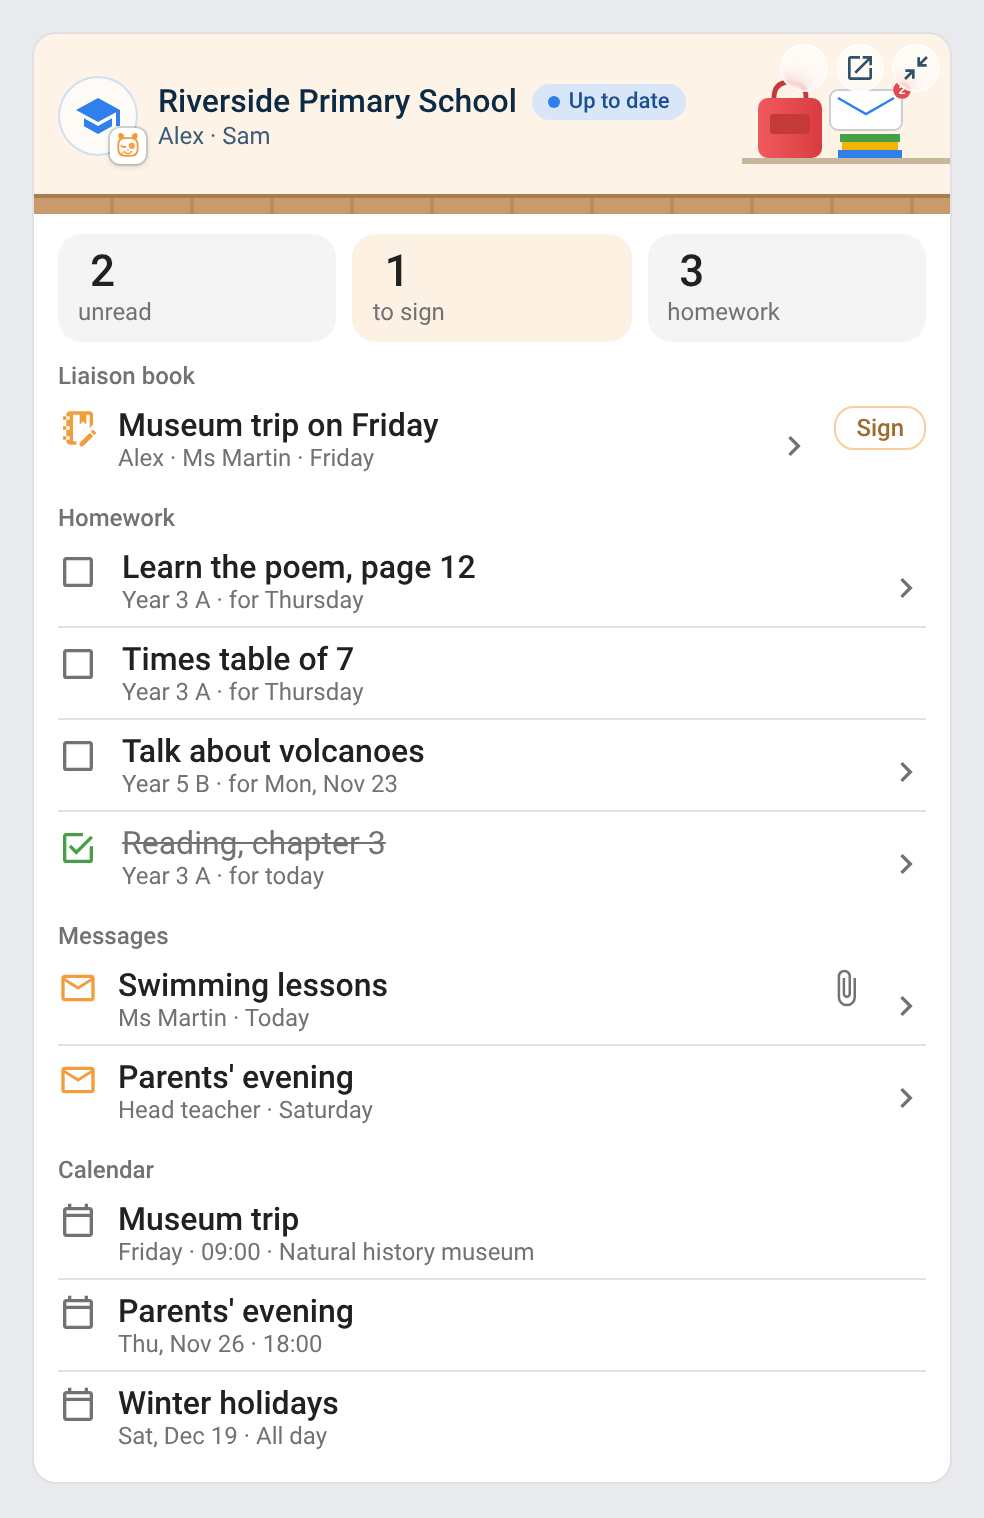 Riverside Primary School
Up to date
Alex · Sam
2
2
unread
1
to sign
3
homework
Liaison book
Museum trip on Friday
Alex · Ms Martin · Friday
Sign
Homework
Learn the poem, page 12
Year 3 A · for Thursday
Times table of 7
Year 3 A · for Thursday
Talk about volcanoes
Year 5 B · for Mon, Nov 23
Reading, chapter 3
Year 3 A · for today
Messages
Swimming lessons
Ms Martin · Today
Parents' evening
Head teacher · Saturday
Calendar
Museum trip
Friday · 09:00 · Natural history museum
Parents' evening
Thu, Nov 26 · 18:00
Winter holidays
Sat, Dec 19 · All day